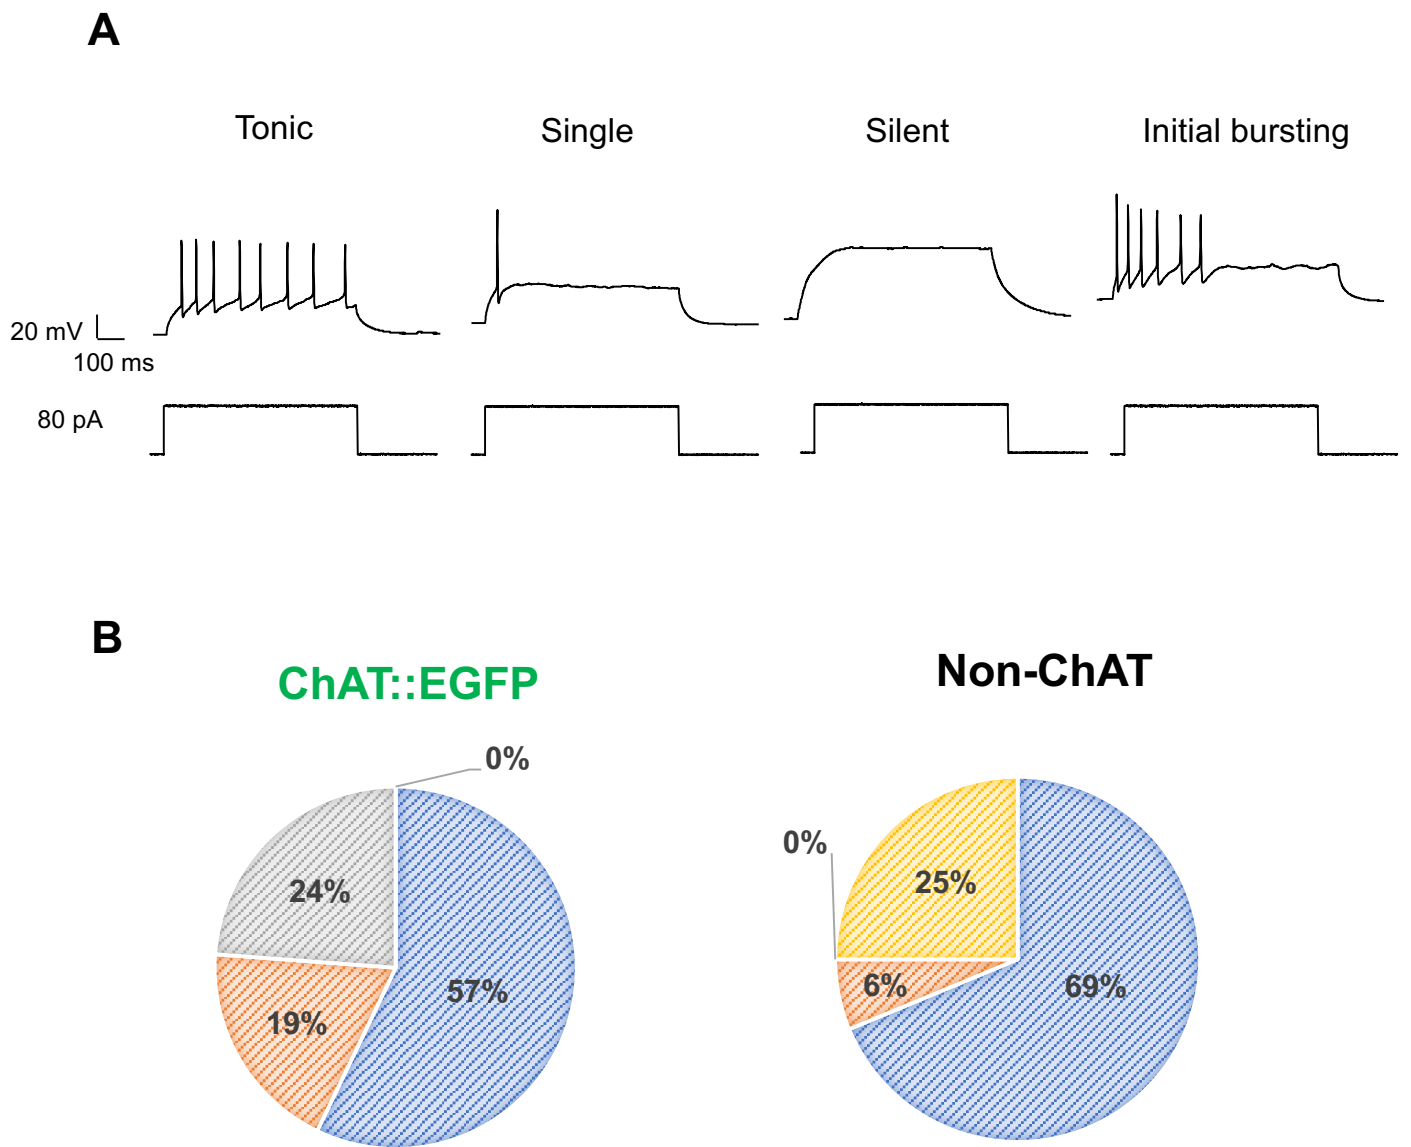 A
Tonic
Single
Silent
Initial bursting
20 mV
100 ms
80 pA
B
ChAT::EGFP
Non-ChAT
0%
24%
57%
19%
0%
25%
6%
69%